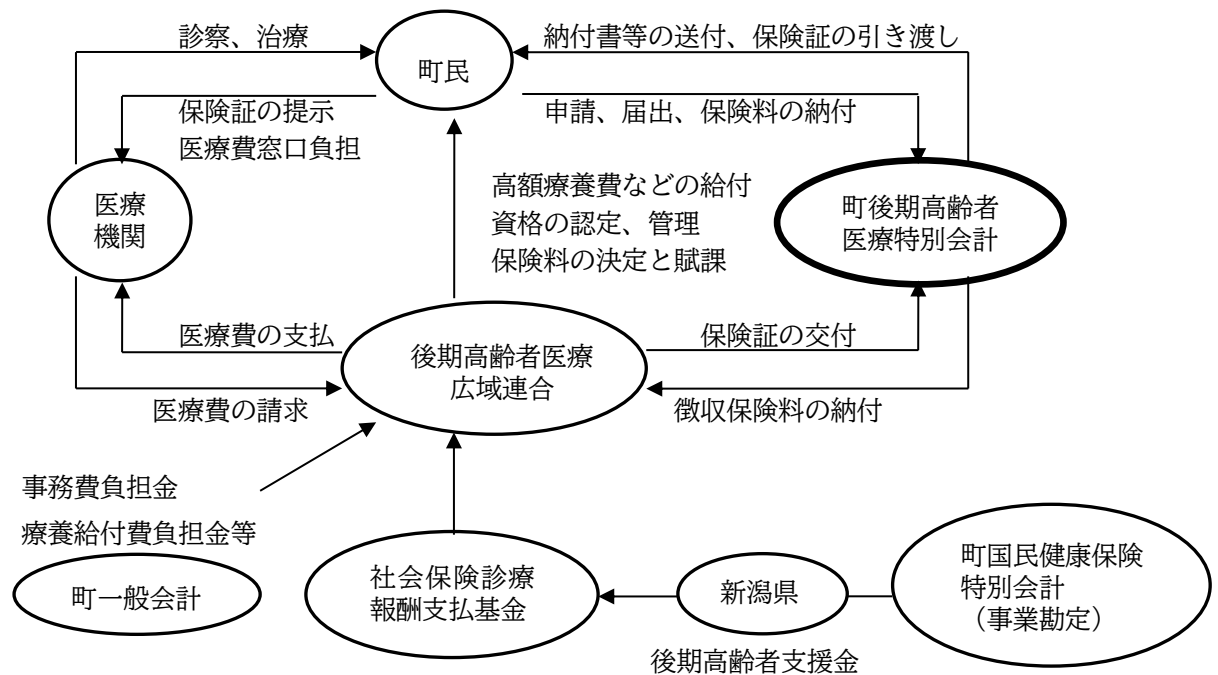 診察、治療
納付書等の送付、保険証の引き渡し
町民
保険証の提示
医療費窓口負担
申請、届出、保険料の納付
医療
機関
高額療養費などの給付
資格の認定、管理
保険料の決定と賦課
町後期高齢者
医療特別会計
医療費の支払
後期高齢者医療
広域連合
保険証の交付
医療費の請求
徴収保険料の納付
事務費負担金
療養給付費負担金等
町一般会計
社会保険診療
報酬支払基金
新潟県
町国民健康保険
特別会計
（事業勘定）
後期高齢者支援金